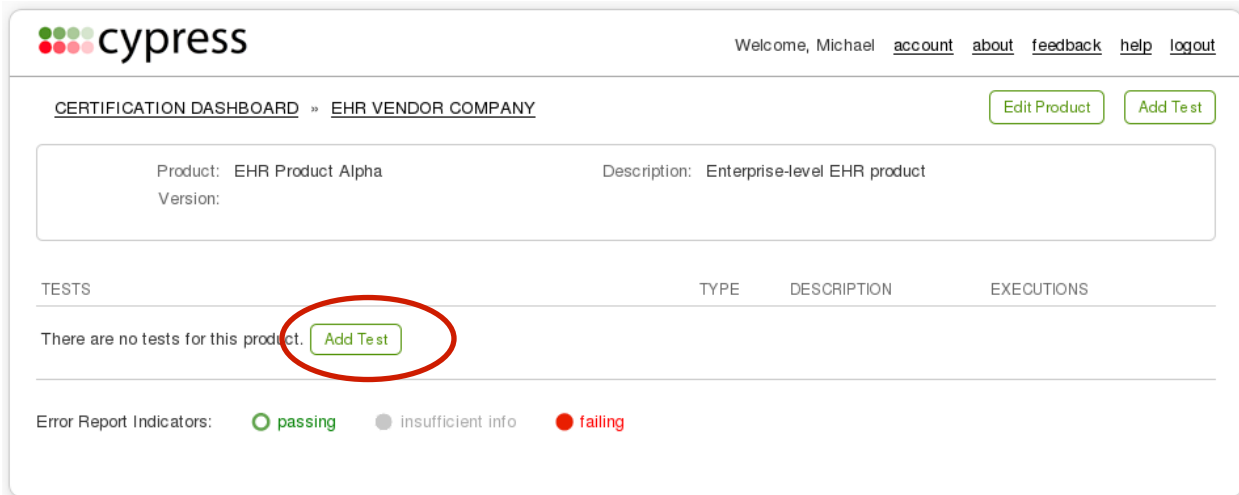 cypress
Welcome, Michael account about feedback help logout
CERTIFICATION DASHBOARD » EHR VENDOR COMPANY Edit Product Add Test
Product: EHR Product Alpha Description: Enterprise-level EHR product
Version:
TESTS TYPE DESCRIPTION EXECUTIONS
There are no tests for this product. Add Test
Error Report Indicators: passing insufficient info failing